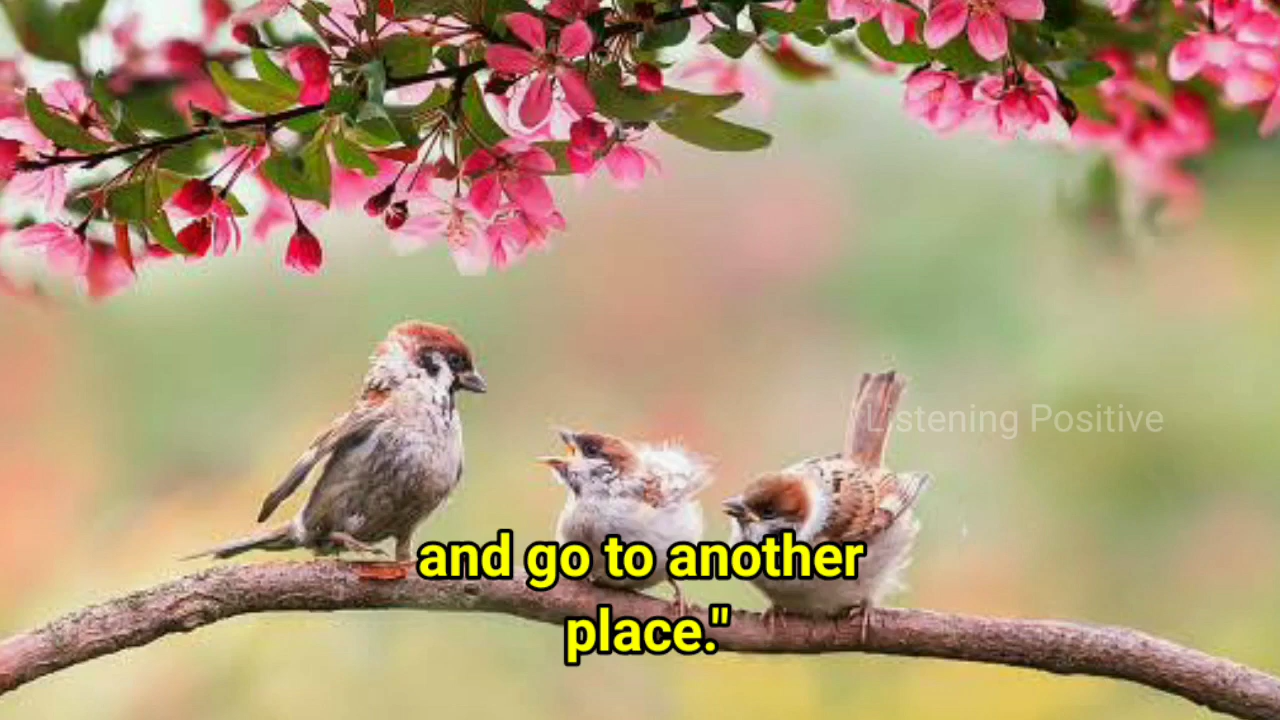 Listening Positive
and go to another
place."